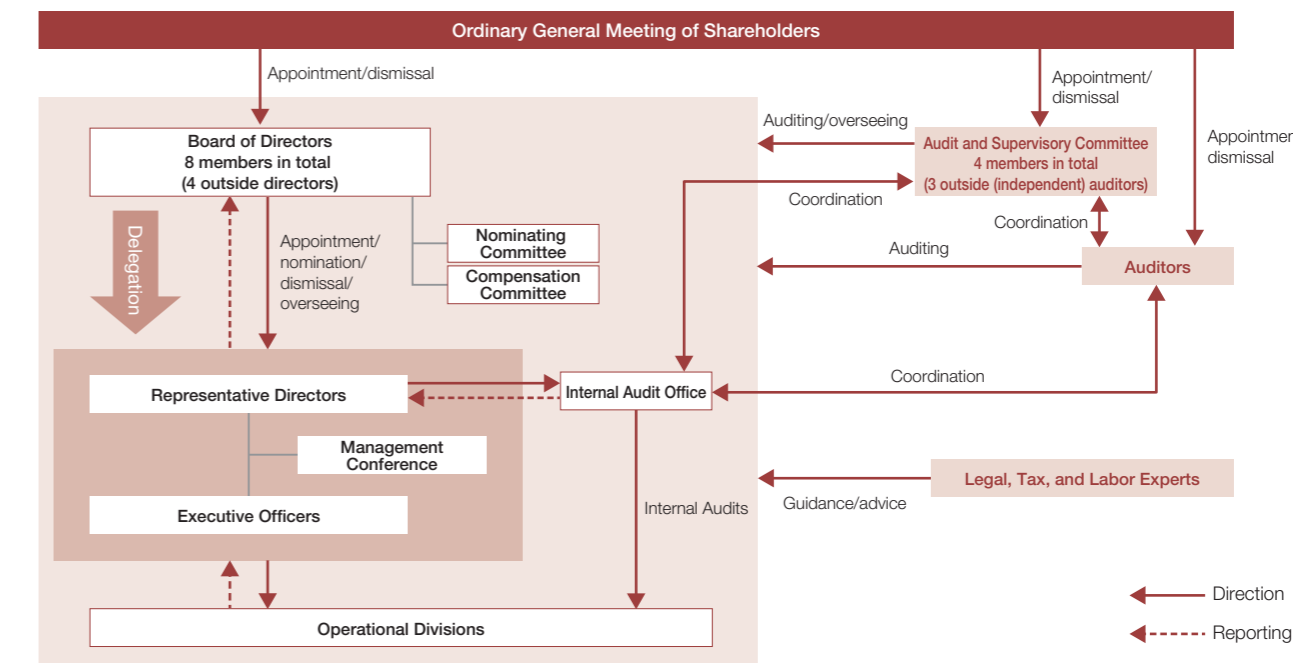 Ordinary General Meeting of Shareholders
Appointment/dismissal
Appointment/
dismissal
Appointmen
dismissal
Board of Directors
8 members in total
(4 outside directors)
Auditing/overseeing
Audit and Supervisory Committee
4 members in total
(3 outside (independent) auditors)
Coordination
Coordination
Delegation
Appointment/
nomination/
dismissal/
overseeing
Nominating
Committee
Compensation
Committee
Auditing
Auditors
Representative Directors
Internal Audit Office
Coordination
Management
Conference
Executive Officers
Internal Audits
Legal, Tax, and Labor Experts
Guidance/advice
Operational Divisions
Direction
Reporting